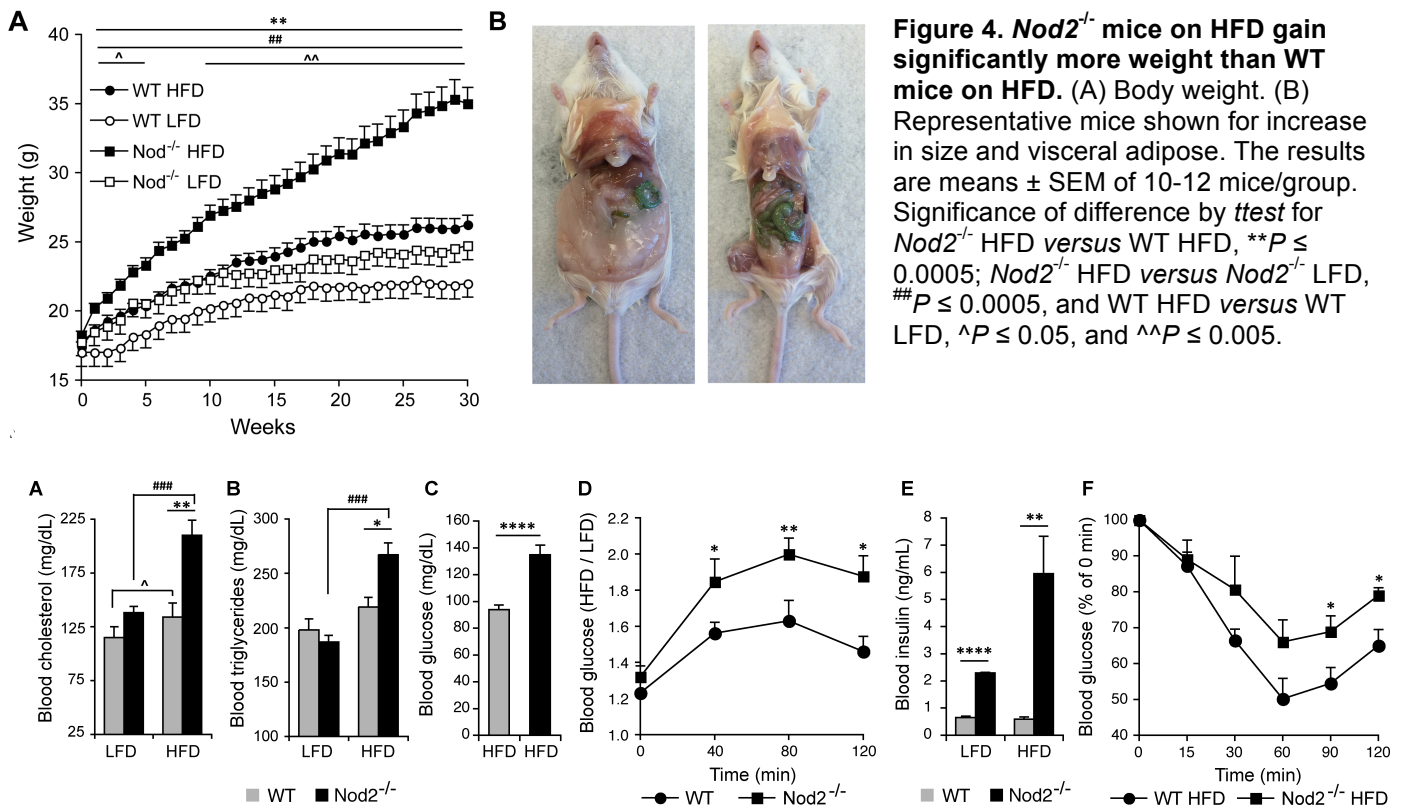 A
**
##
^
^^
40
35
30
25
20
15
Weight (g)
WT HFD
WT LFD
Nod-/- HFD
Nod-/- LFD
0
5
10
15
20
25
30
Weeks
B
Figure 4. Nod2-/- mice on HFD gain
significantly more weight than WT
mice on HFD. (A) Body weight. (B)
Representative mice shown for increase
in size and visceral adipose. The results
are means ± SEM of 10-12 mice/group.
Significance of difference by ttest for
Nod2-/- HFD versus WT HFD, **P ≤
0.0005; Nod2-/- HFD versus Nod2-/- LFD,
##P ≤ 0.0005, and WT HFD versus WT
LFD, ^P ≤ 0.05, and ^^P ≤ 0.005.
A
###
**
^
225
175
125
75
25
Blood cholesterol (mg/dL)
LFD
HFD
B
###
*
300
250
200
150
100
Blood triglycerides (mg/dL)
LFD
HFD
WT
Nod2-/-
C
****
160
140
120
100
80
60
40
20
0
Blood glucose (mg/dL)
HFD
HFD
D
*
**
*
2.2
2.0
1.8
1.6
1.4
1.2
1.0
Blood glucose (HFD / LFD)
0
40
80
120
Time (min)
WT
Nod2-/-
E
****
**
8
7
6
5
4
3
2
1
0
Blood insulin (ng/mL)
LFD
HFD
WT
Nod2-/-
F
*
*
100
90
80
70
60
50
40
Blood glucose (% of 0 min)
0
15
30
60
90
120
Time (min)
WT HFD
Nod2-/- HFD